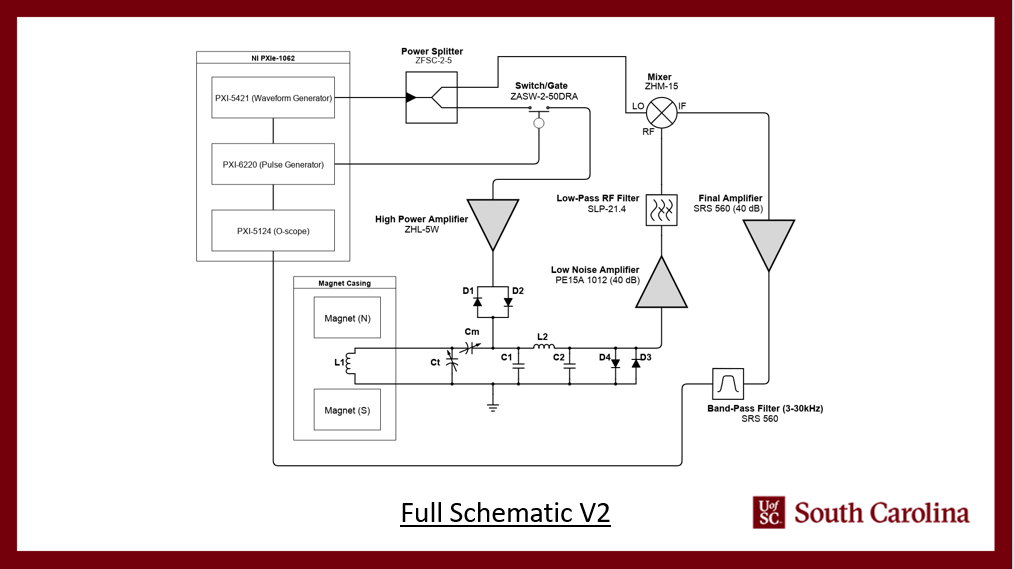 NI PXIe-1062
PXI-5421 (Waveform Generator)
PXI-6220 (Pulse Generator)
PXI-5124 (O-scope)
Power Splitter
ZFSC-2-5
Switch/Gate
ZASW-2-50DRA
Mixer
ZHM-15
LO
IF
RF
Low-Pass RF Filter
SLP-21.4
Final Amplifier
SRS 560 (40 dB)
High Power Amplifier
ZHL-5W
Low Noise Amplifier
PE15A 1012 (40 dB)
Magnet Casing
Magnet (N)
L1
Magnet (S)
D1
D2
Cm
Ct
C1
L2
C2
D4
D3
Band-Pass Filter (3-30kHz)
SRS 560
Full Schematic V2
UofSC
South Carolina